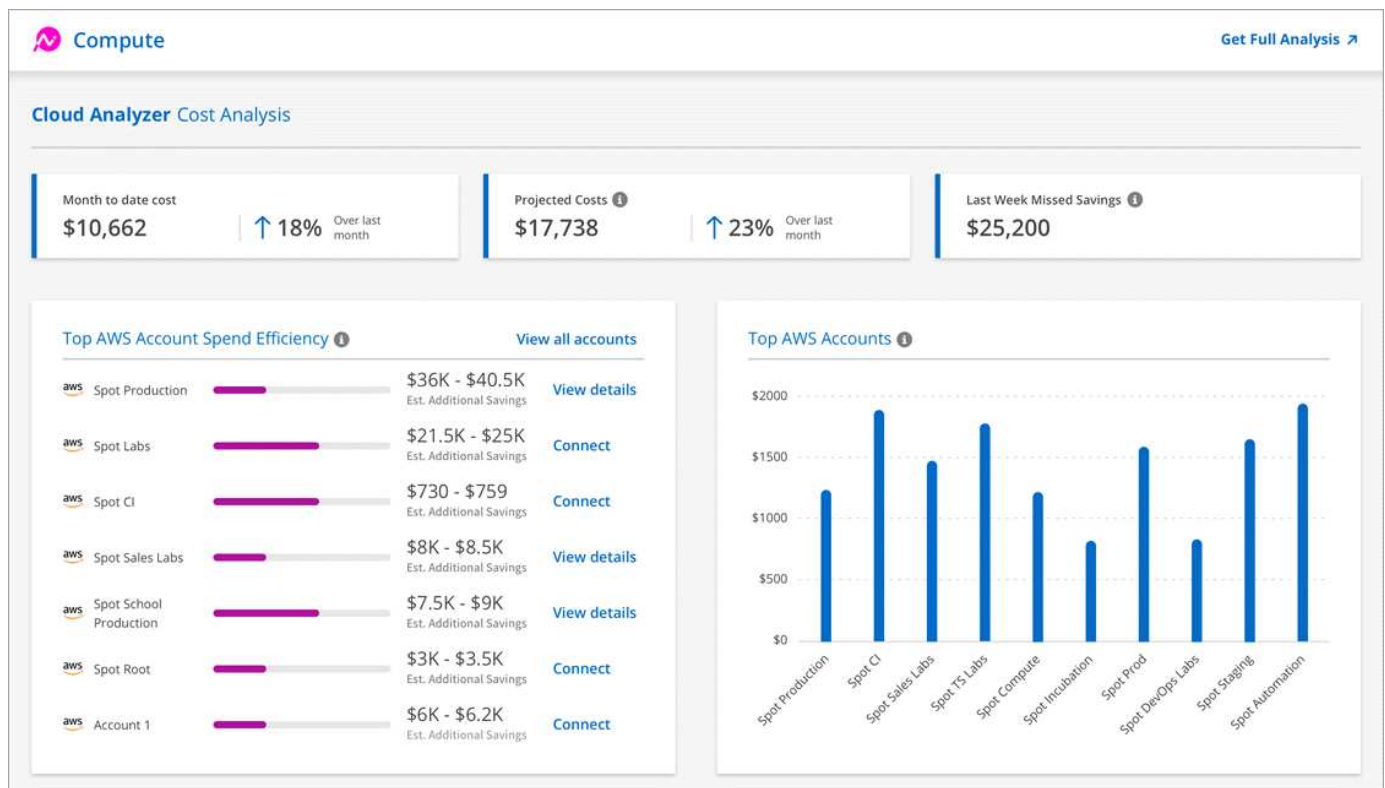 Compute
Get Full Analysis ↗
Cloud Analyzer Cost Analysis
Month to date cost
$10,662
↑ 18% Over last
month
Projected Costs
$17,738
↑ 23% Over last
month
Last Week Missed Savings
$25,200
Top AWS Account Spend Efficiency
View all accounts
aws Spot Production
$36K - $40.5K
Est. Additional Savings
View details
aws Spot Labs
$21.5K - $25K
Est. Additional Savings
Connect
aws Spot CI
$730 - $759
Est. Additional Savings
Connect
aws Spot Sales Labs
$8K - $8.5K
Est. Additional Savings
View details
aws Spot School
Production
$7.5K - $9K
Est. Additional Savings
View details
aws Spot Root
$3K - $3.5K
Est. Additional Savings
Connect
aws Account 1
$6K - $6.2K
Est. Additional Savings
Connect
Top AWS Accounts
$2000
$1500
$1000
$500
$0
Spot Production
Spot CI
Spot Sales Labs
Spot TS Labs
Spot Compute
Spot Incubation
Spot Prod
Spot DevOps Labs
Spot Staging
Spot Automation